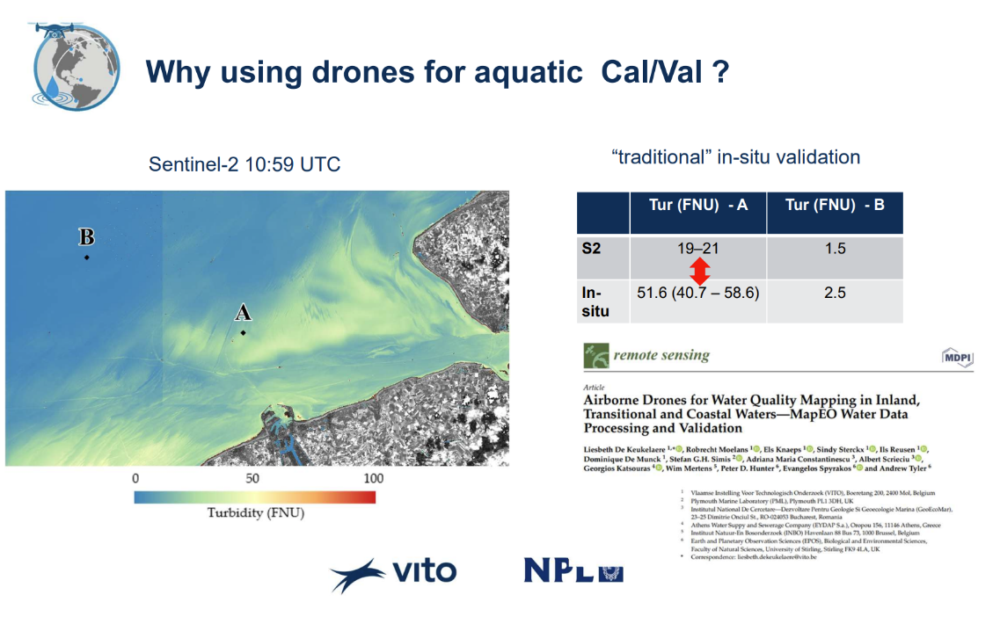 Why using drones for aquatic Cal/Val ?
Sentinel-2 10:59 UTC
B
A
0 50 100
Turbidity (FNU)
“traditional” in-situ validation
Tur (FNU) - A Tur (FNU) - B
S2 19–21 1.5
In-situ 51.6 (40.7 – 58.6) 2.5
remote sensing
MDPI
Article
Airborne Drones for Water Quality Mapping in Inland,
Transitional and Coastal Waters—MapEO Water Data
Processing and Validation
Liesbeth De Keukelaere 1,*, Robrecht Moelans 1, Els Knaeps 1, Sindy Sterckx 1, Ils Reusen 1,
Dominique De Munck 1, Stefan G.H. Simis 2, Adriana Maria Constantinescu 3, Albert Scrieciu 3,
Georgios Katsouras 4, Wim Mertens 5, Peter D. Hunter 6, Evangelos Spyrakos 6 and Andrew Tyler 6
1 Vlaamse Instelling Voor Technologisch Onderzoek (VITO), Boeretang 200, 2400 Mol, Belgium
2 Plymouth Marine Laboratory (PML), Plymouth PL1 3DH, UK
3 Institutul National De Cercetare—Dezvoltare Pentru Geologie Si Geoecologie Marina (GeoEcoMar),
23–25 Dimitrie Onciul St., RO-024053 Bucharest, Romania
4 Athens Water Suppy and Sewerage Company (EYDAP S.a.), Oropou 156, 11146 Athens, Greece
5 Instituut Natuur-En Bosonderzoek (INBO) Havenlaan 88 Bus 73, 1000 Brussel, Belgium
6 Earth and Planetary Observation Sciences (EPOS), Biological and Environmental Sciences,
Faculty of Natural Sciences, University of Stirling, Stirling FK9 4LA, UK
* Correspondence: liesbeth.dekeukelaere@vito.be
vito
NPL